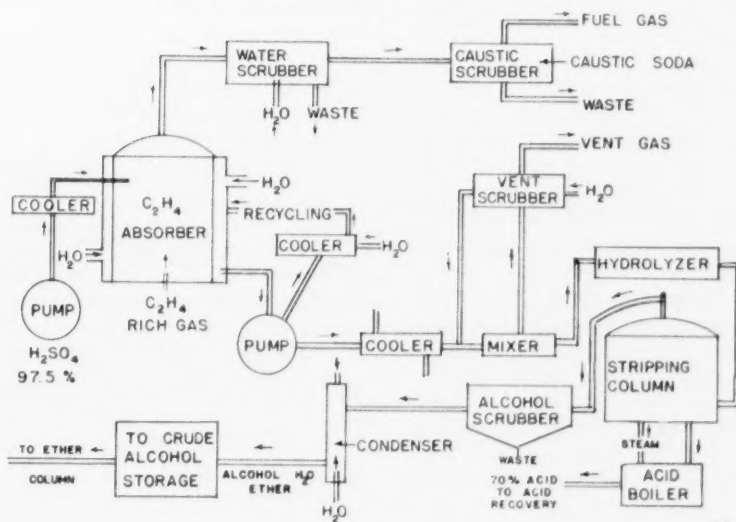 FUEL GAS
WATER
SCRUBBER
CAUSTIC
SCRUBBER
CAUSTIC SODA
H₂O
WASTE
WASTE
VENT GAS
VENT
SCRUBBER
H₂O
COOLER
C₂H₄
ABSORBER
H₂O
RECYCLING
COOLER
H₂O
H₂O
C₂H₄
RICH GAS
PUMP
H₂SO₄
97.5 %
PUMP
COOLER
MIXER
HYDROLYZER
STRIPPING
COLUMN
ALCOHOL
SCRUBBER
WASTE
STEAM
ACID
BOILER
70% ACID
TO ACID
RECOVERY
CONDENSER
H₂O
ALCOHOL H₂O
ETHER
TO CRUDE
ALCOHOL
STORAGE
TO ETHER
COLUMN